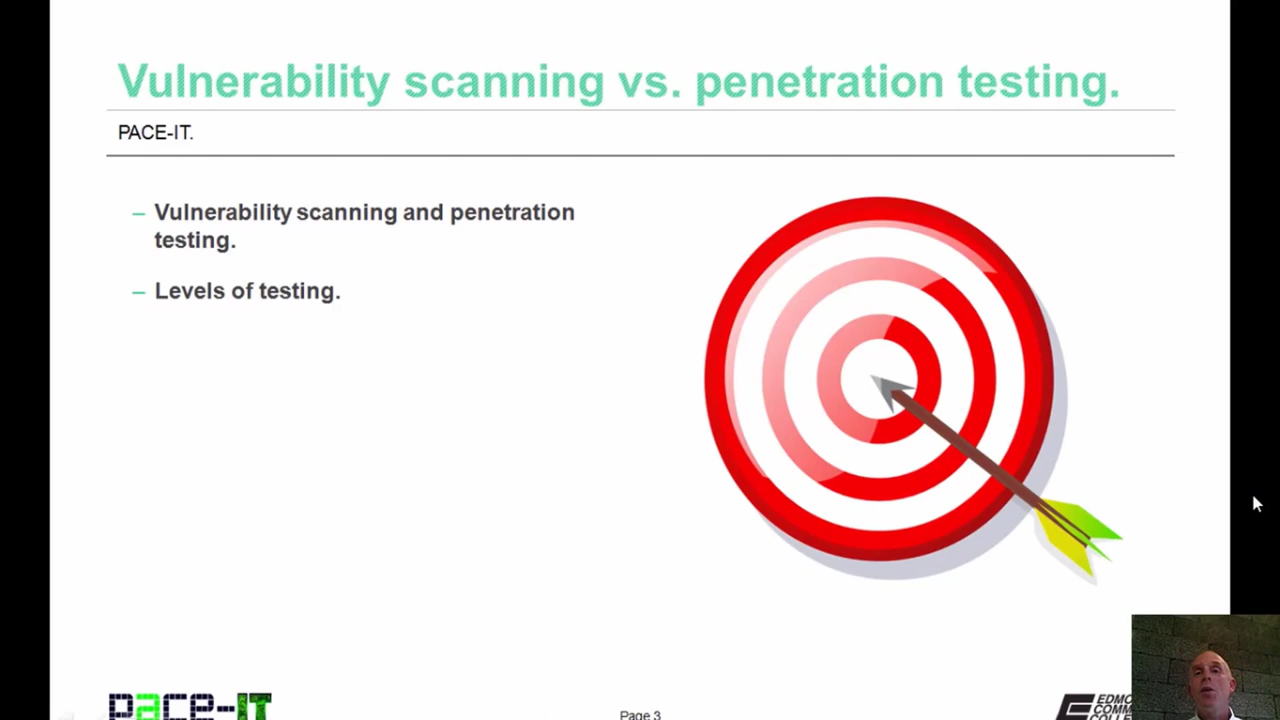 Vulnerability scanning vs. penetration testing.
PACE-IT.
– Vulnerability scanning and penetration
testing.
– Levels of testing.
pace-IT
Page 3